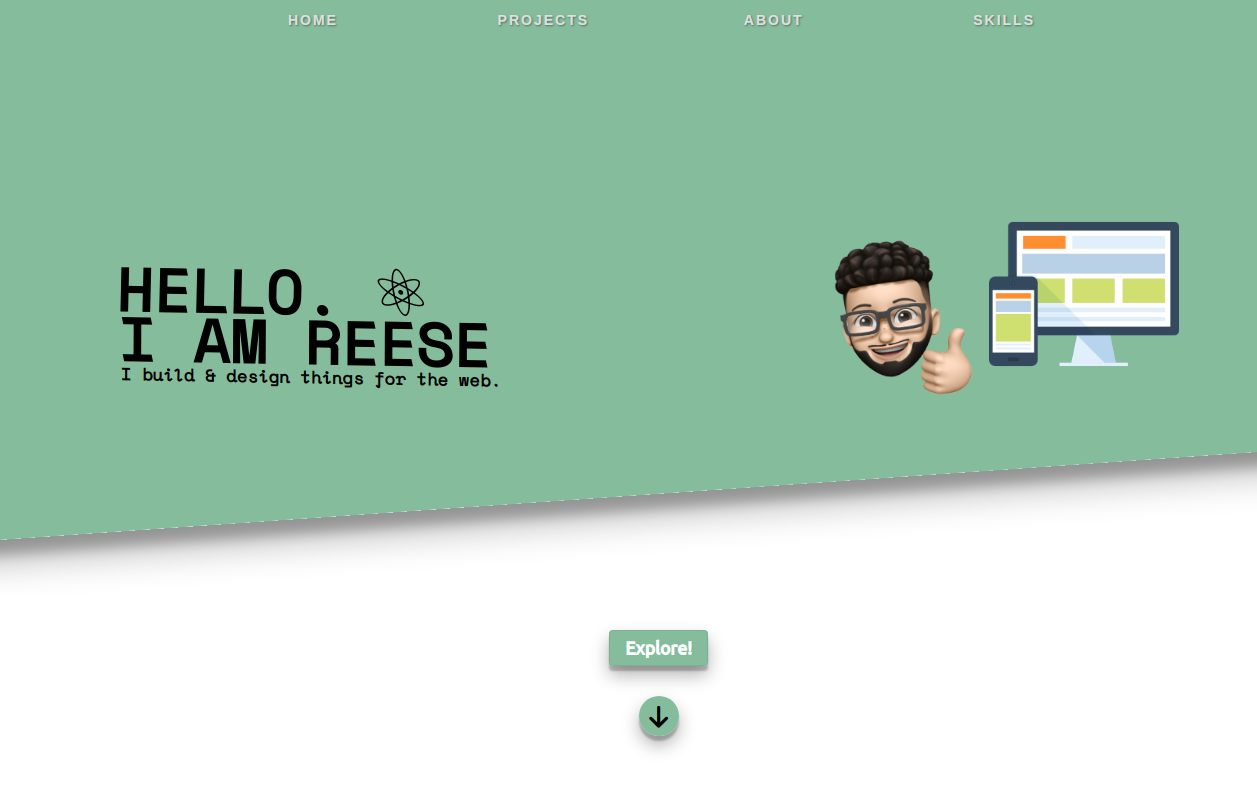 HOME PROJECTS ABOUT SKILLS
HELLO.
I AM REESE
I build & design things for the web.
Explore!